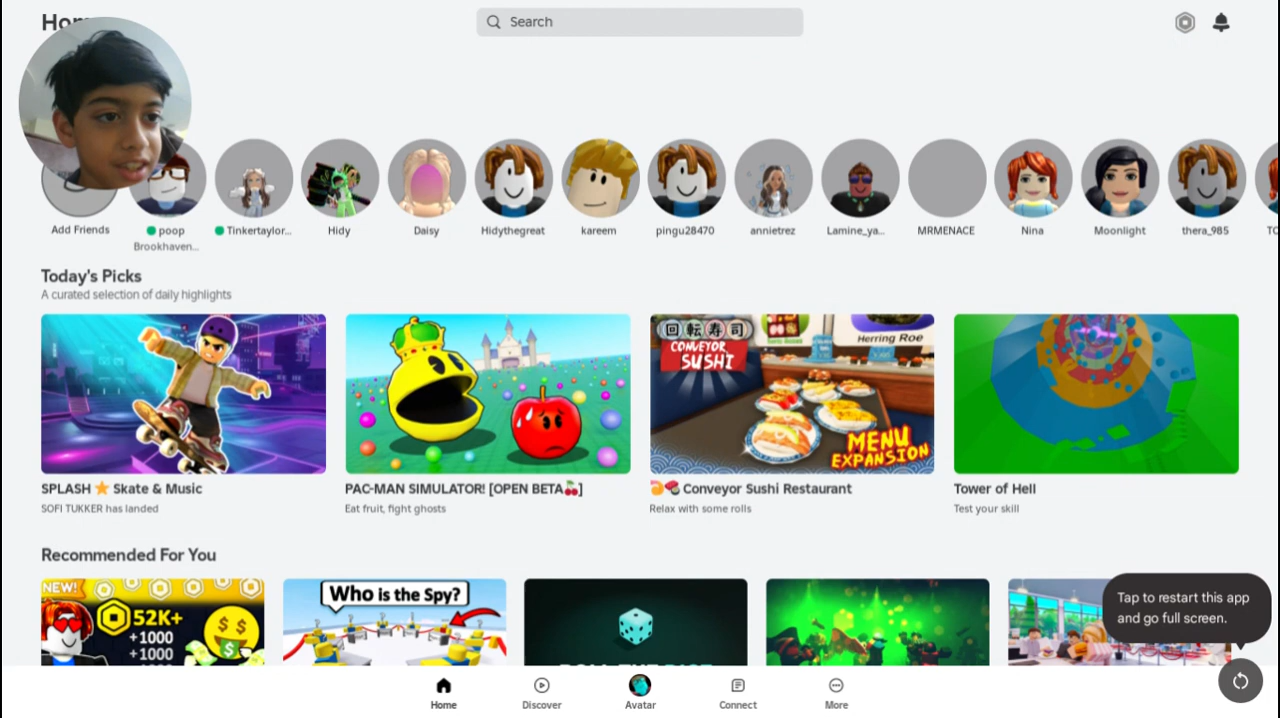 Search
Add Friends
poop
Brookhaven...
Tinkertaylor...
Hidy
Daisy
Hidythegreat
kareem
pingu28470
annietrez
Lamine_ya...
MRMENACE
Nina
Moonlight
thera_985
Today's Picks
A curated selection of daily highlights
回転寿司
CONVEYOR
SUSHI
Herring Roe
MENU
EXPANSION
SPLASH ⭐ Skate & Music
SOFI TUKKER has landed
PAC-MAN SIMULATOR! [OPEN BETA🍒]
Eat fruit, fight ghosts
🍤🍣 Conveyor Sushi Restaurant
Relax with some rolls
Tower of Hell
Test your skill
Recommended For You
NEW!
52K+
+1000
+1000
Who is the Spy?
Tap to restart this app
and go full screen.
Home
Discover
Avatar
Connect
More